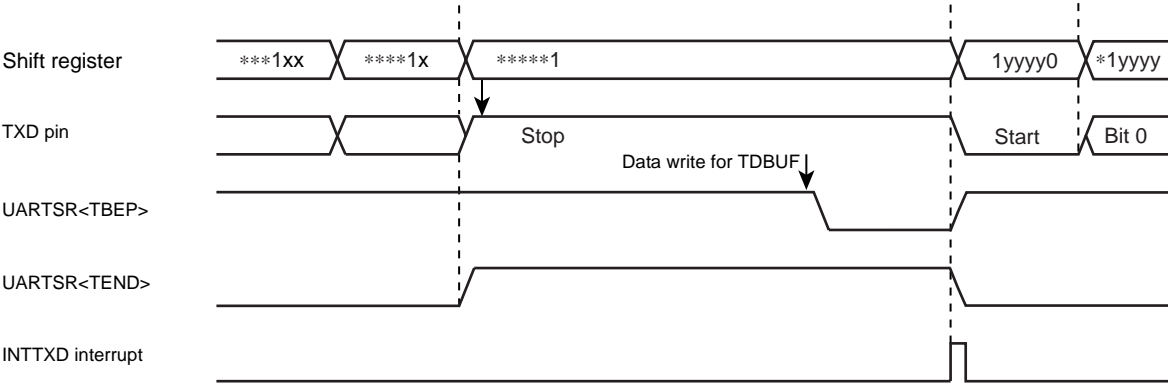 Shift register ***1xx ****1x *****1 1yyyy0 *1yyyy
TXD pin Stop Start Bit 0
Data write for TDBUF
UARTSR<TBEP>
UARTSR<TEND>
INTTXD interrupt